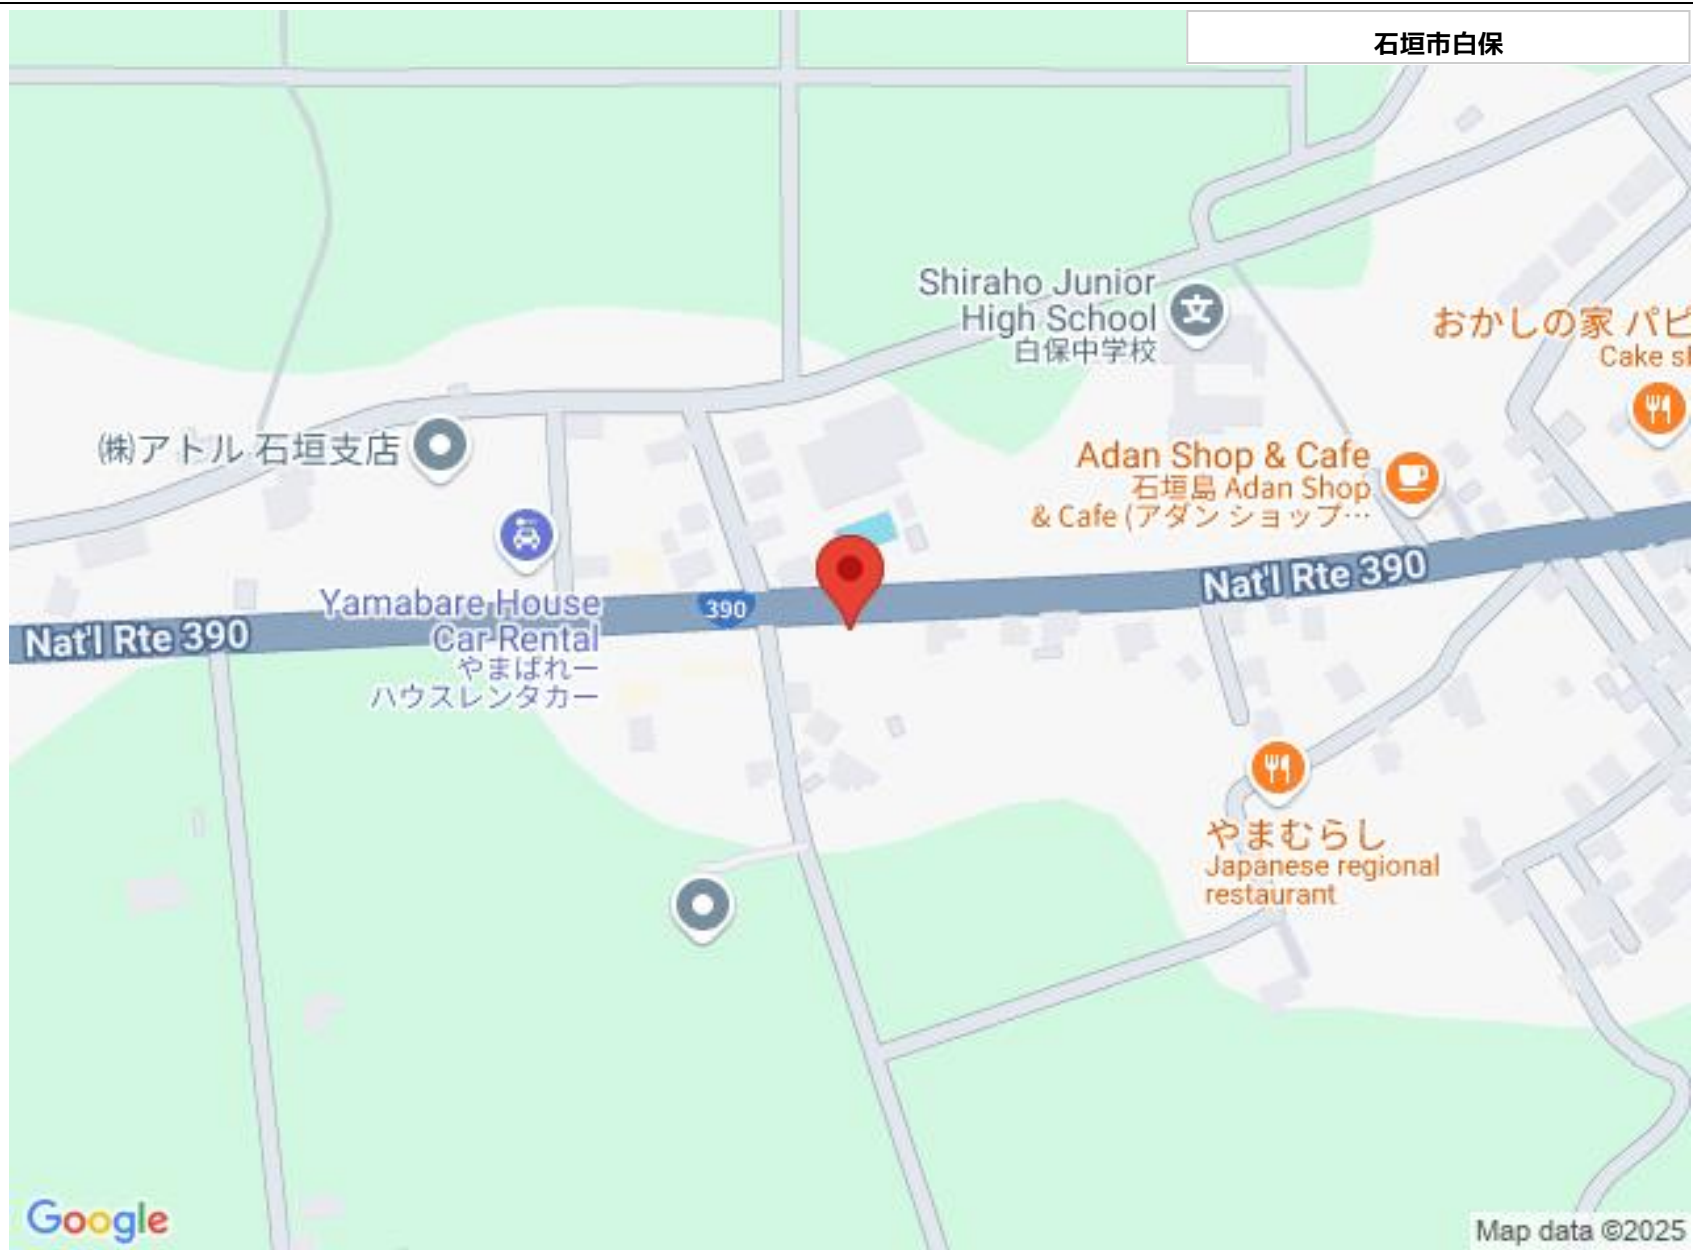 石垣市白保
Shiraho Junior
High School
白保中学校
文
おかしの家 パピ
Cake sl
㈱アトル 石垣支店
Adan Shop & Cafe
石垣島 Adan Shop
& Cafe (アダン ショップ…
Nat'l Rte 390
390
Yamabare House
Car Rental
やまばれー
ハウスレンタカー
Nat'l Rte 390
やまむらし
Japanese regional
restaurant
Google
Map data ©2025